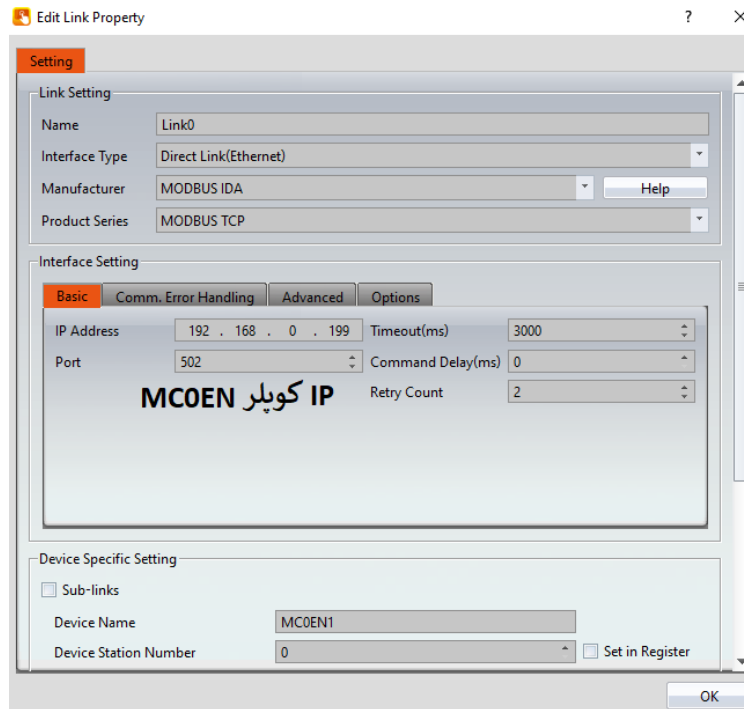 Edit Link Property
?
Setting
Link Setting
Name Link0
Interface Type Direct Link(Ethernet)
Manufacturer MODBUS IDA Help
Product Series MODBUS TCP
Interface Setting
Basic Comm. Error Handling Advanced Options
IP Address 192 . 168 . 0 . 199 Timeout(ms) 3000
Port 502 Command Delay(ms) 0
Retry Count 2
IP کوپلر MC0EN
Device Specific Setting
Sub-links
Device Name MC0EN1
Device Station Number 0 Set in Register
OK